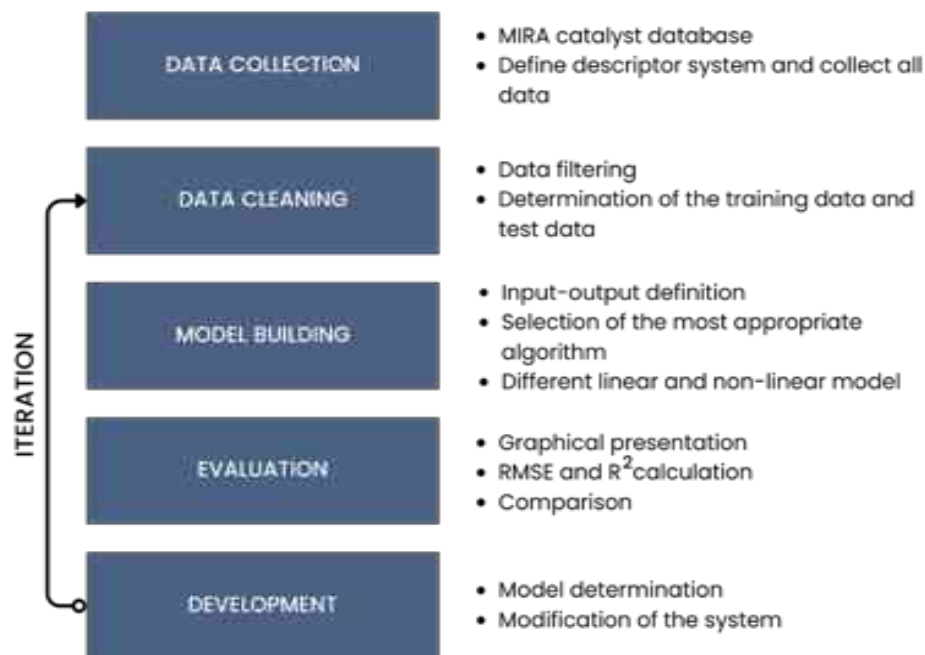 DATA COLLECTION
• MIRA catalyst database
• Define descriptor system and collect all
data
DATA CLEANING
• Data filtering
• Determination of the training data and
test data
ITERATION
MODEL BUILDING
• Input-output definition
• Selection of the most appropriate
algorithm
• Different linear and non-linear model
EVALUATION
• Graphical presentation
• RMSE and R²calculation
• Comparison
DEVELOPMENT
• Model determination
• Modification of the system